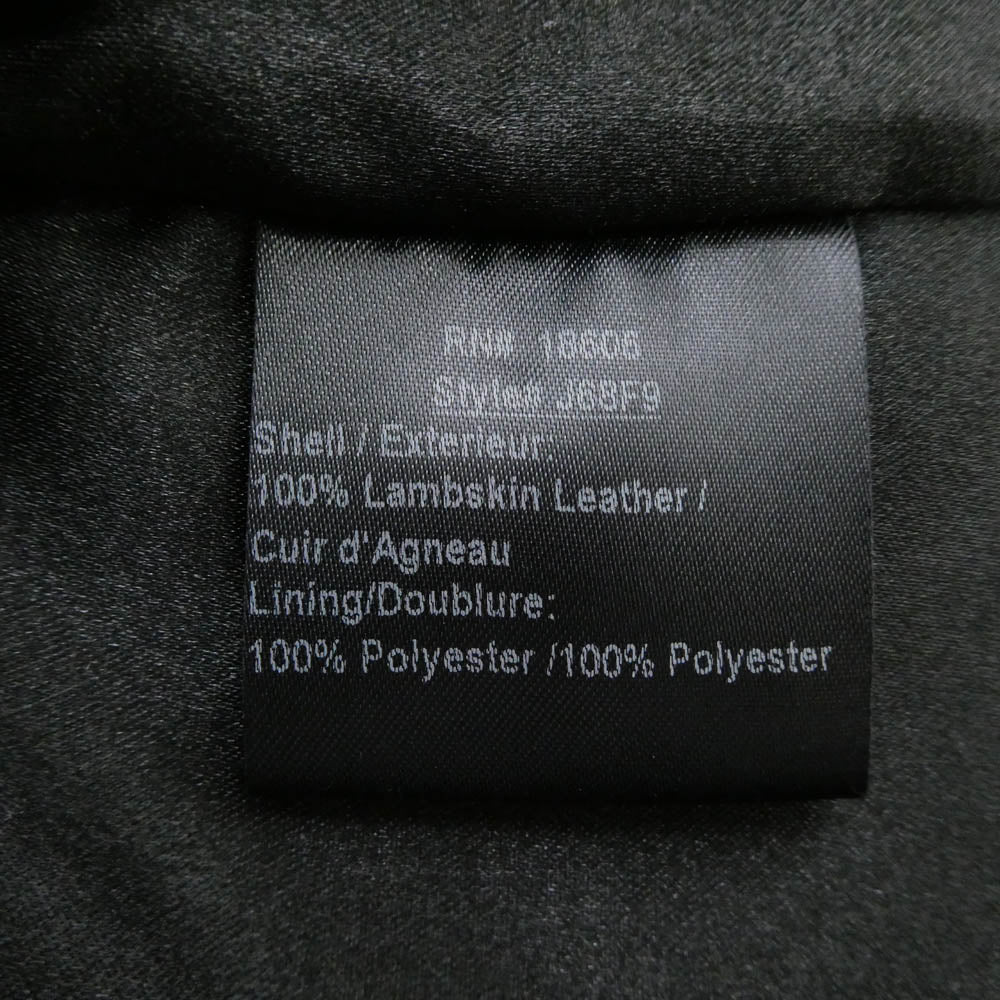 RN# 18606
Style# J68F9
Shell / Exterieur:
100% Lambskin Leather /
Cuir d'Agneau
Lining/Doublure:
100% Polyester /100% Polyester